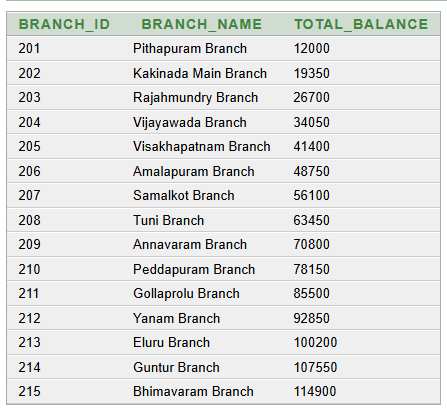 BRANCH_ID BRANCH_NAME TOTAL_BALANCE
201 Pithapuram Branch 12000
202 Kakinada Main Branch 19350
203 Rajahmundry Branch 26700
204 Vijayawada Branch 34050
205 Visakhapatnam Branch 41400
206 Amalapuram Branch 48750
207 Samalkot Branch 56100
208 Tuni Branch 63450
209 Annavaram Branch 70800
210 Peddapuram Branch 78150
211 Gollaprolu Branch 85500
212 Yanam Branch 92850
213 Eluru Branch 100200
214 Guntur Branch 107550
215 Bhimavaram Branch 114900